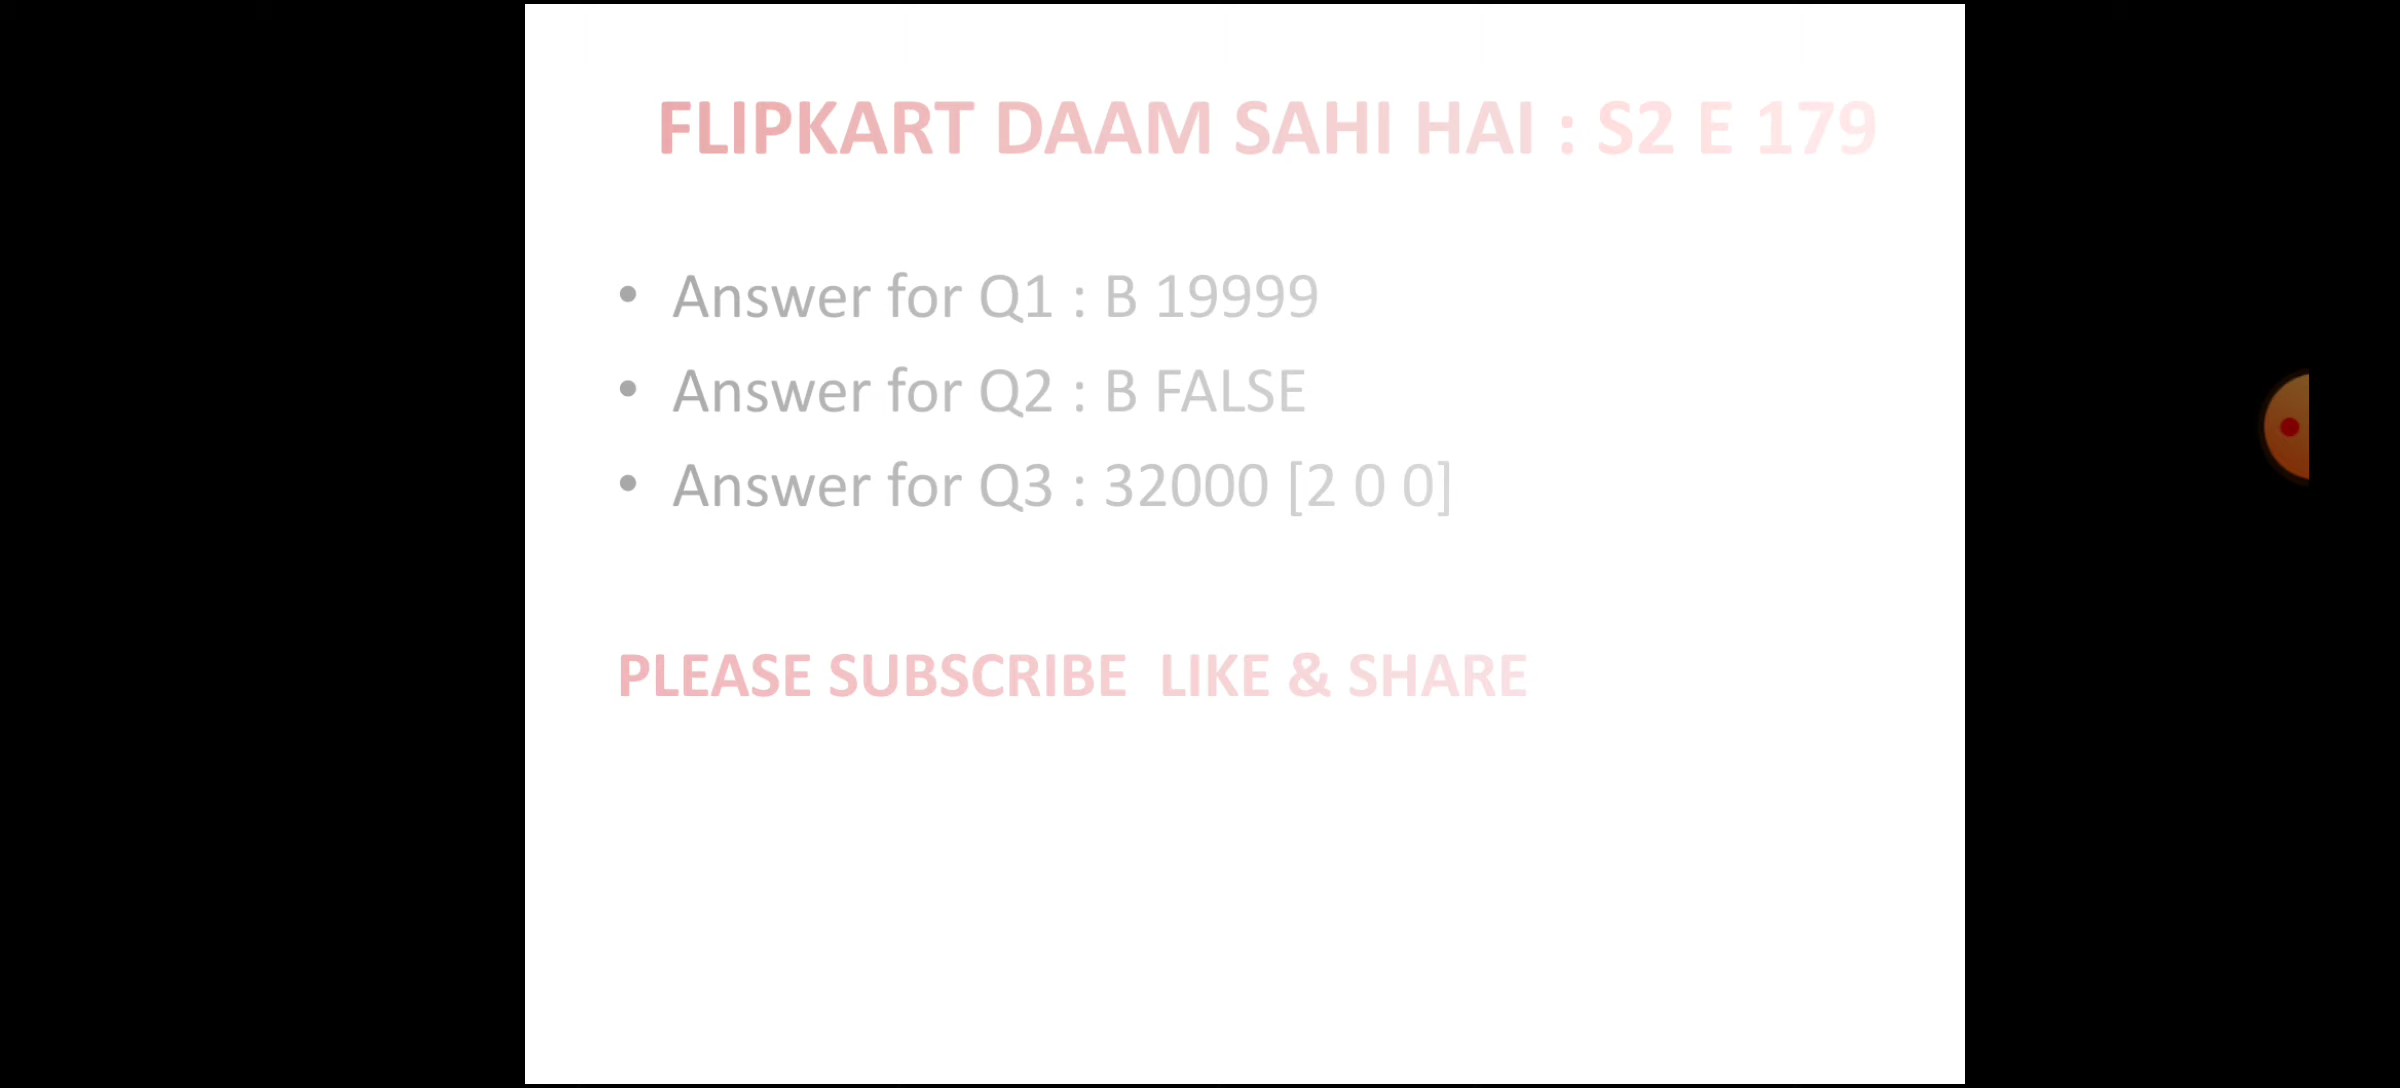 FLIPKART DAAM SAHI HAI : S2 E 179
• Answer for Q1 : B 19999
• Answer for Q2 : B FALSE
• Answer for Q3 : 32000 [2 0 0]
PLEASE SUBSCRIBE  LIKE & SHARE